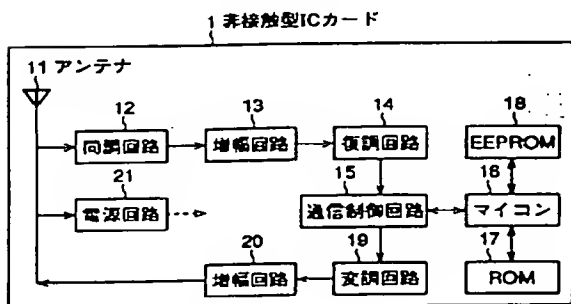 1 非接触型ICカード
11 アンテナ
12
同調回路
13
増幅回路
14
復調回路
18
EEPROM
21
電源回路
15
通信制御回路
16
マイコン
20
増幅回路
19
変調回路
17
ROM